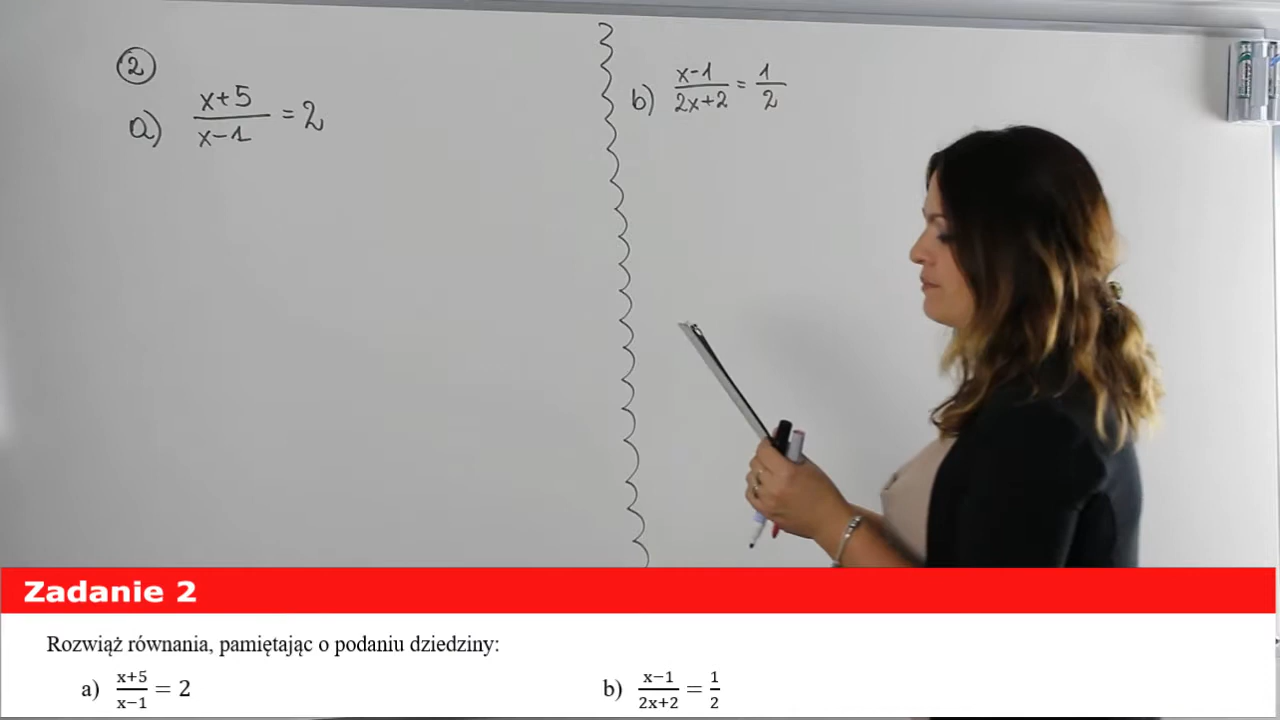 2
a) x+5/x-1 = 2
b) x-1/2x+2 = 1/2
Zadanie 2
Rozwiąż równania, pamiętając o podaniu dziedziny:
a) x+5/x−1 = 2
b) x−1/2x+2 = 1/2